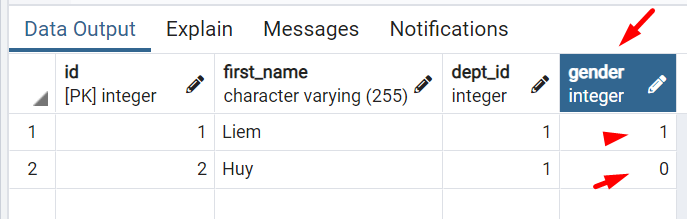 Data Output Explain Messages Notifications
id first_name dept_id gender
[PK] integer character varying (255) integer integer
1 1 Liem 1 1
2 2 Huy 1 0